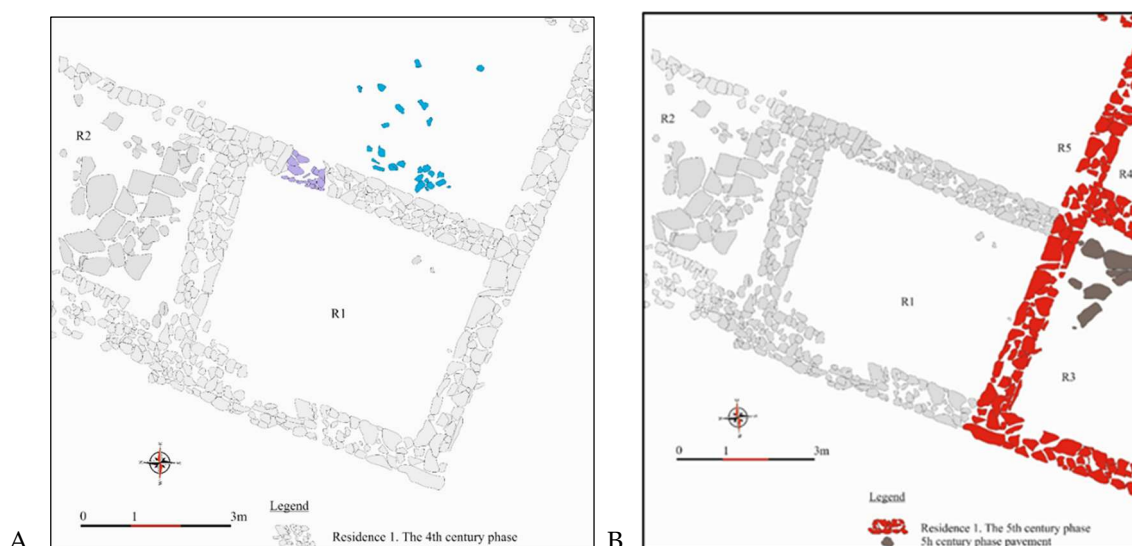 R2
R1
0 1 3m
Legend
Residence 1. The 4th century phase
A
R2
R5
R4
R1
R3
0 1 3m
Legend
Residence 1. The 5th century phase
5h century phase pavement
B